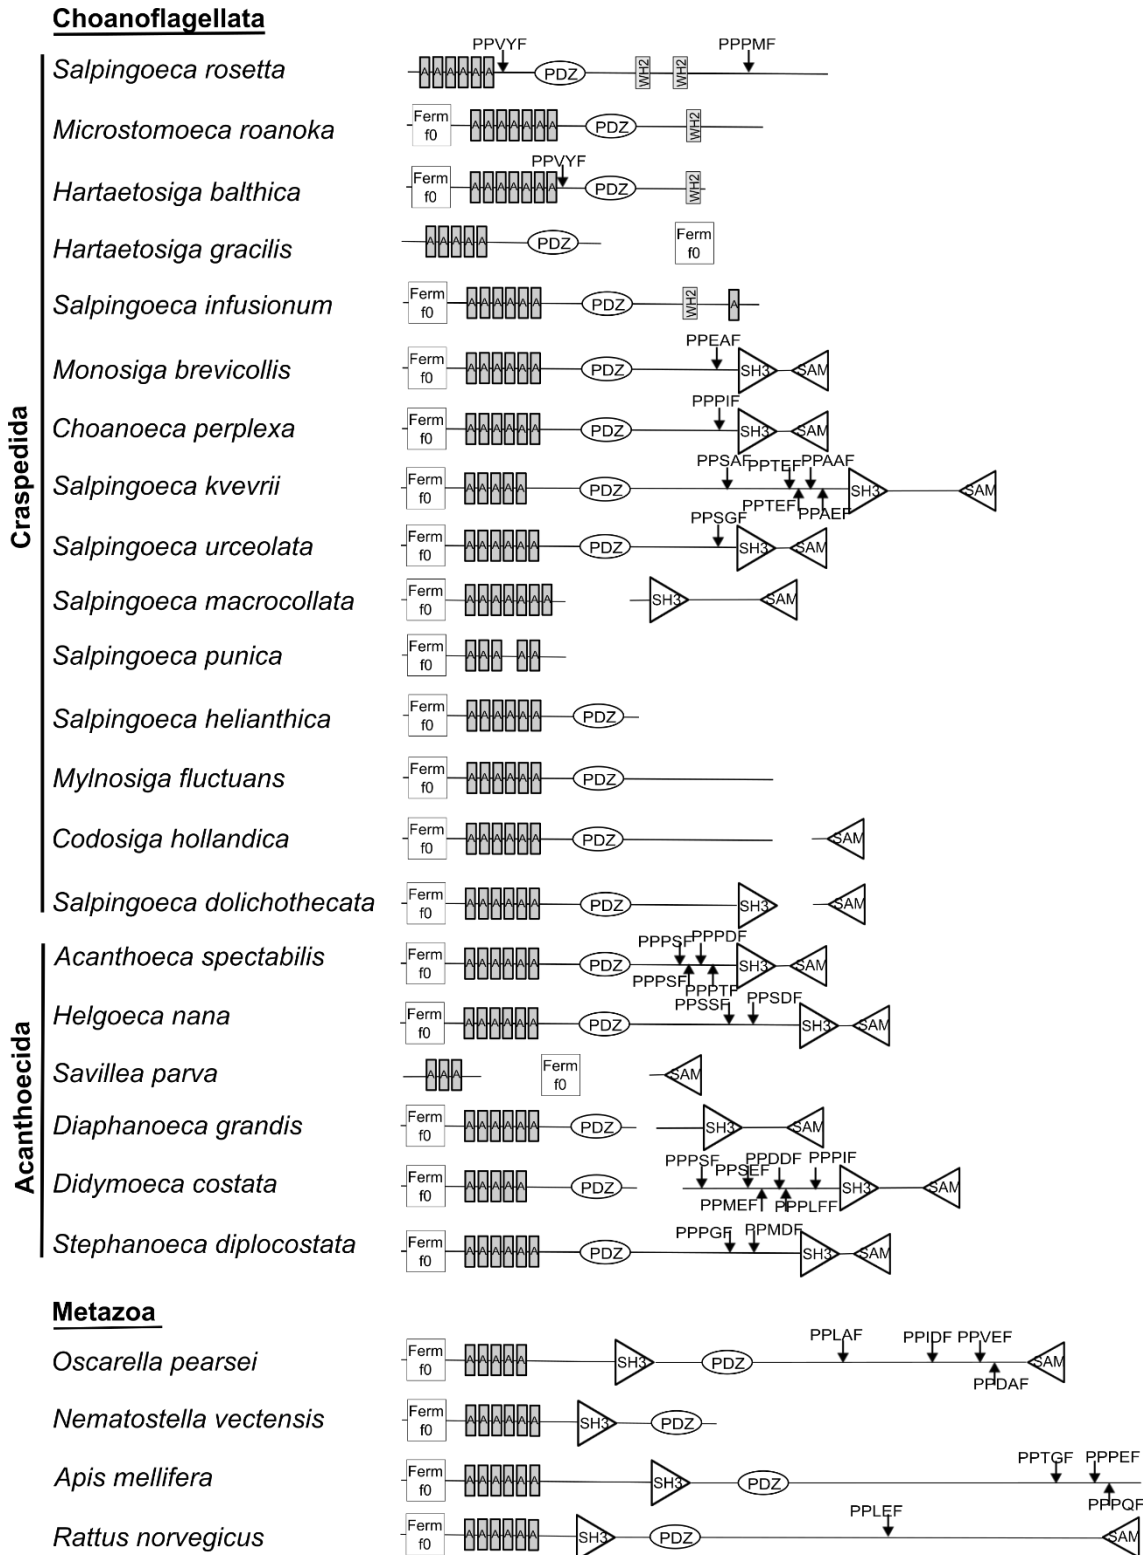 Choanoflagellata
Craspedida
Salpingoeca rosetta A A A A A A PPVYF PDZ WH2 WH2 PPPMF
Microstomoeca roanoka Ferm f0 A A A A A A A PDZ WH2
Hartaetosiga balthica Ferm f0 A A A A A A A PPVYF PDZ WH2
Hartaetosiga gracilis A A A A A PDZ Ferm f0
Salpingoeca infusionum Ferm f0 A A A A A A PDZ WH2 A
Monosiga brevicollis Ferm f0 A A A A A A PDZ PPEAF SH3 SAM
Choanoeca perplexa Ferm f0 A A A A A A PDZ PPPIF SH3 SAM
Salpingoeca kvevrii Ferm f0 A A A A A PDZ PPSAF PPTEF PPAAF PPTEF PPAEF SH3 SAM
Salpingoeca urceolata Ferm f0 A A A A A A PDZ PPSGF SH3 SAM
Salpingoeca macrocollata Ferm f0 A A A A A A A SH3 SAM
Salpingoeca punica Ferm f0 A A A A A
Salpingoeca helianthica Ferm f0 A A A A A A PDZ
Mylnosiga fluctuans Ferm f0 A A A A A A PDZ
Codosiga hollandica Ferm f0 A A A A A A PDZ SAM
Salpingoeca dolichothecata Ferm f0 A A A A A A PDZ SH3 SAM
Acanthoecida
Acanthoeca spectabilis Ferm f0 A A A A A A PDZ PPPSF PPPDF PPPSF PPPTF SH3 SAM
Helgoeca nana Ferm f0 A A A A A A PDZ PPSSF PPSDF SH3 SAM
Savillea parva A A A Ferm f0 SAM
Diaphanoeca grandis Ferm f0 A A A A A A PDZ SH3 SAM
Didymoeca costata Ferm f0 A A A A A PDZ PPPSF PPSEF PPDDF PPPIF PPMEF PPPLFF SH3 SAM
Stephanoeca diplocostata Ferm f0 A A A A A A PDZ PPPGF PPMDF SH3 SAM
Metazoa
Oscarella pearsei Ferm f0 A A A A A SH3 PDZ PPLAF PPIDF PPVEF PPDAF SAM
Nematostella vectensis Ferm f0 A A A A A A SH3 PDZ
Apis mellifera Ferm f0 A A A A A A SH3 PDZ PPTGF PPPEF PPPQF
Rattus norvegicus Ferm f0 A A A A A A SH3 PDZ PPLEF SAM